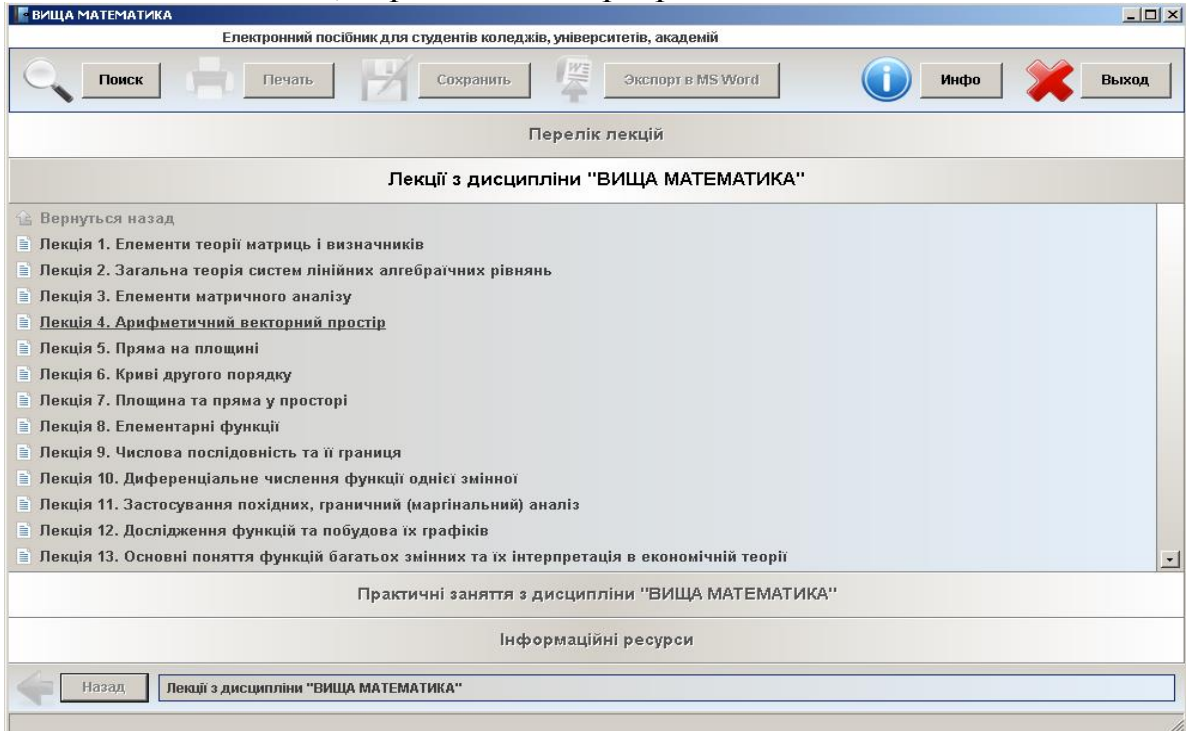 ВИЩА МАТЕМАТИКА
Електронний посібник для студентів коледжів, університетів, академій
Поиск Печать Сохранить Экспорт в MS Word Инфо Выход
Перелік лекцій
Лекції з дисципліни "ВИЩА МАТЕМАТИКА"
Вернуться назад
Лекція 1. Елементи теорії матриць і визначників
Лекція 2. Загальна теорія систем лінійних алгебраїчних рівнянь
Лекція 3. Елементи матричного аналізу
Лекція 4. Арифметичний векторний простір
Лекція 5. Пряма на площині
Лекція 6. Криві другого порядку
Лекція 7. Площина та пряма у просторі
Лекція 8. Елементарні функції
Лекція 9. Числова послідовність та її границя
Лекція 10. Диференціальне числення функції однієї змінної
Лекція 11. Застосування похідних, граничний (маргінальний) аналіз
Лекція 12. Дослідження функцій та побудова їх графіків
Лекція 13. Основні поняття функцій багатьох змінних та їх інтерпретація в економічній теорії
Практичні заняття з дисципліни "ВИЩА МАТЕМАТИКА"
Інформаційні ресурси
Назад Лекції з дисципліни "ВИЩА МАТЕМАТИКА"